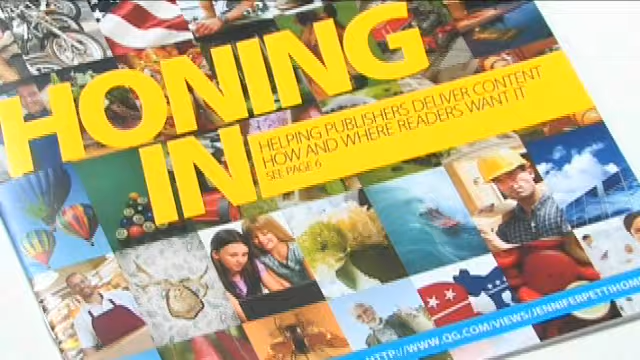 HONING
IN
HELPING PUBLISHERS DELIVER CONTENT
HOW AND WHERE READERS WANT IT
SEE PAGE 6
HTTP://WWW.QG.COM/VIEWS/JENNIFERPETTIHOM